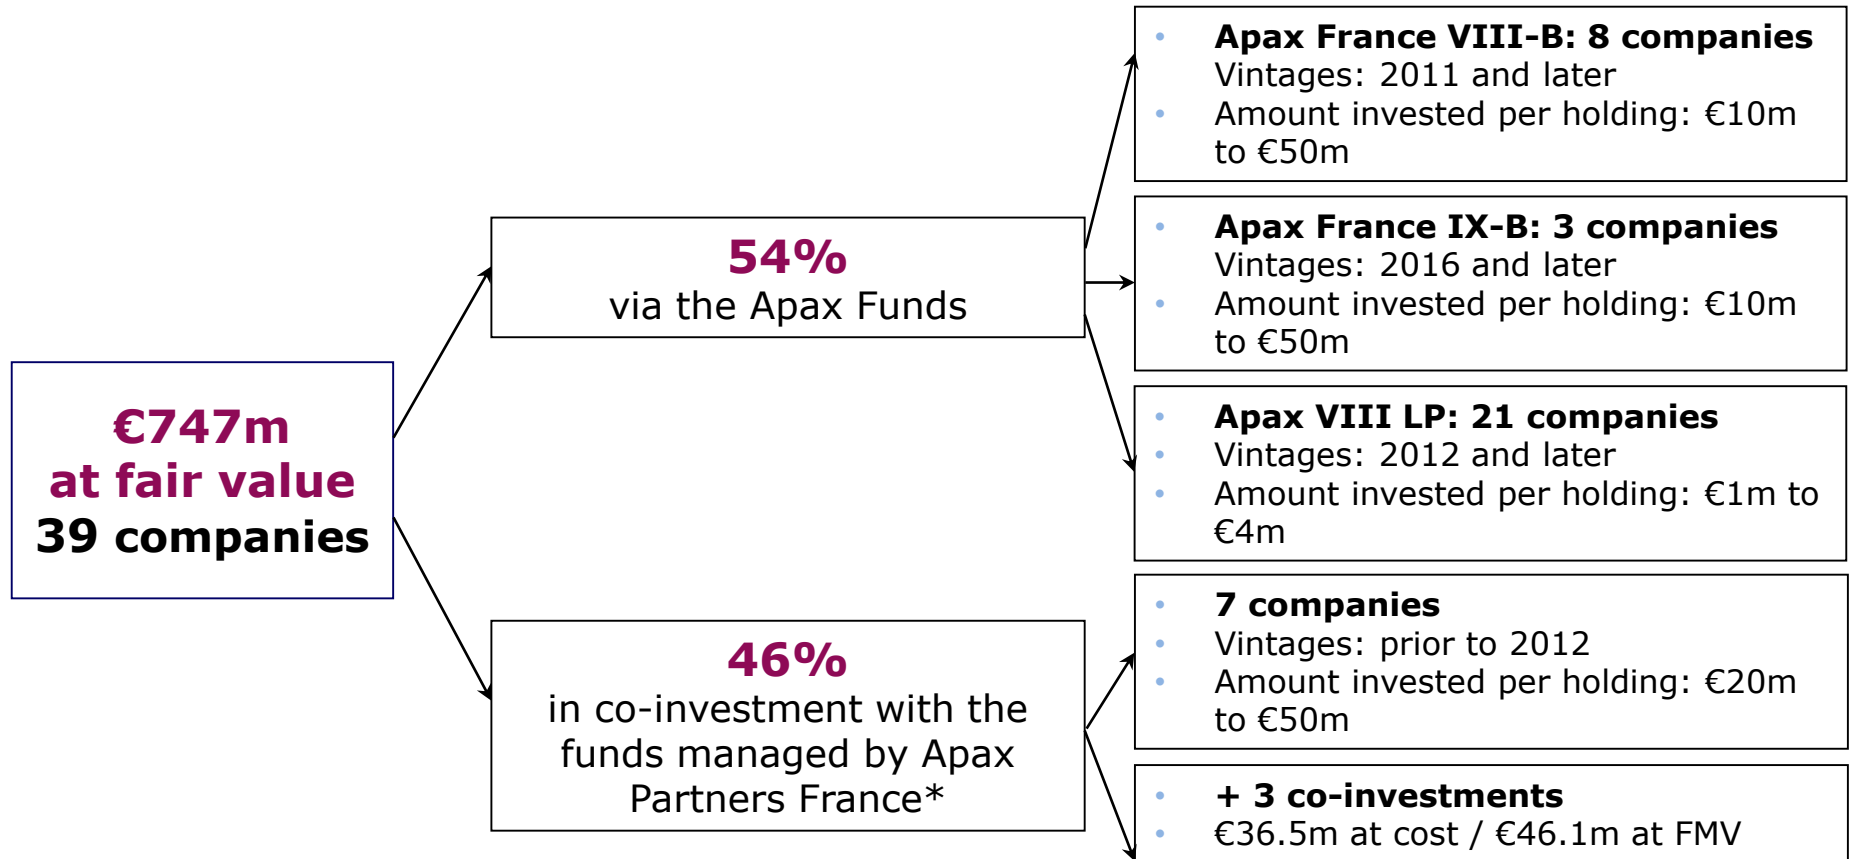 €747m
at fair value
39 companies
54%
via the Apax Funds
46%
in co-investment with the
funds managed by Apax
Partners France*
• Apax France VIII-B: 8 companies
Vintages: 2011 and later
• Amount invested per holding: €10m
to €50m
• Apax France IX-B: 3 companies
Vintages: 2016 and later
• Amount invested per holding: €10m
to €50m
• Apax VIII LP: 21 companies
• Vintages: 2012 and later
• Amount invested per holding: €1m to
€4m
• 7 companies
• Vintages: prior to 2012
• Amount invested per holding: €20m
to €50m
• + 3 co-investments
• €36.5m at cost / €46.1m at FMV